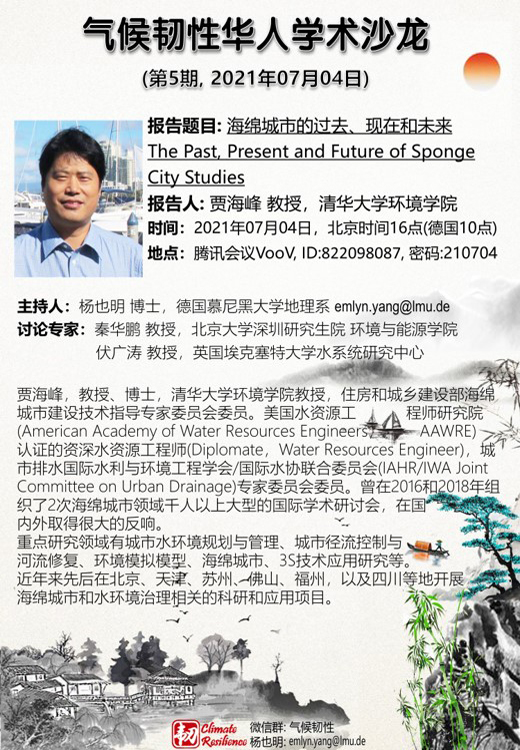 气候韧性华人学术沙龙
(第5期, 2021年07月04日)
报告题目: 海绵城市的过去、现在和未来
The Past, Present and Future of Sponge
City Studies
报告人: 贾海峰 教授，清华大学环境学院
时间：2021年07月04日，北京时间16点(德国10点)
地点：腾讯会议VooV, ID:822098087, 密码:210704
主持人：杨也明 博士，德国慕尼黑大学地理系 emlyn.yang@lmu.de
讨论专家：秦华鹏 教授，北京大学深圳研究生院 环境与能源学院
伏广涛 教授，英国埃克塞特大学水系统研究中心
贾海峰，教授、博士，清华大学环境学院教授，住房和城乡建设部海绵
城市建设技术指导专家委员会委员。美国水资源工 程师研究院
(American Academy of Water Resources Engineers, AAWRE)
认证的资深水资源工程师(Diplomate，Water Resources Engineer)，城
市排水国际水利与环境工程学会/国际水协联合委员会(IAHR/IWA Joint
Committee on Urban Drainage)专家委员会委员。曾在2016和2018年组
织了2次海绵城市领域千人以上大型的国际学术研讨会，在国
内外取得很大的反响。
重点研究领域有城市水环境规划与管理、城市径流控制与
河流修复、环境模拟模型、海绵城市、3S技术应用研究等。
近年来先后在北京、天津、苏州、佛山、福州，以及四川等地开展
海绵城市和水环境治理相关的科研和应用项目。
韧 Climate
Resilience
微信群: 气候韧性
杨也明: emlyn.yang@lmu.de